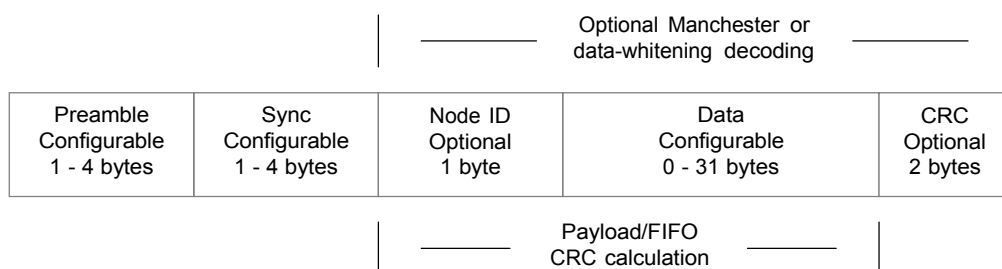 Optional Manchester or
data-whitening decoding
Preamble
Configurable
1 - 4 bytes
Sync
Configurable
1 - 4 bytes
Node ID
Optional
1 byte
Data
Configurable
0 - 31 bytes
CRC
Optional
2 bytes
Payload/FIFO
CRC calculation